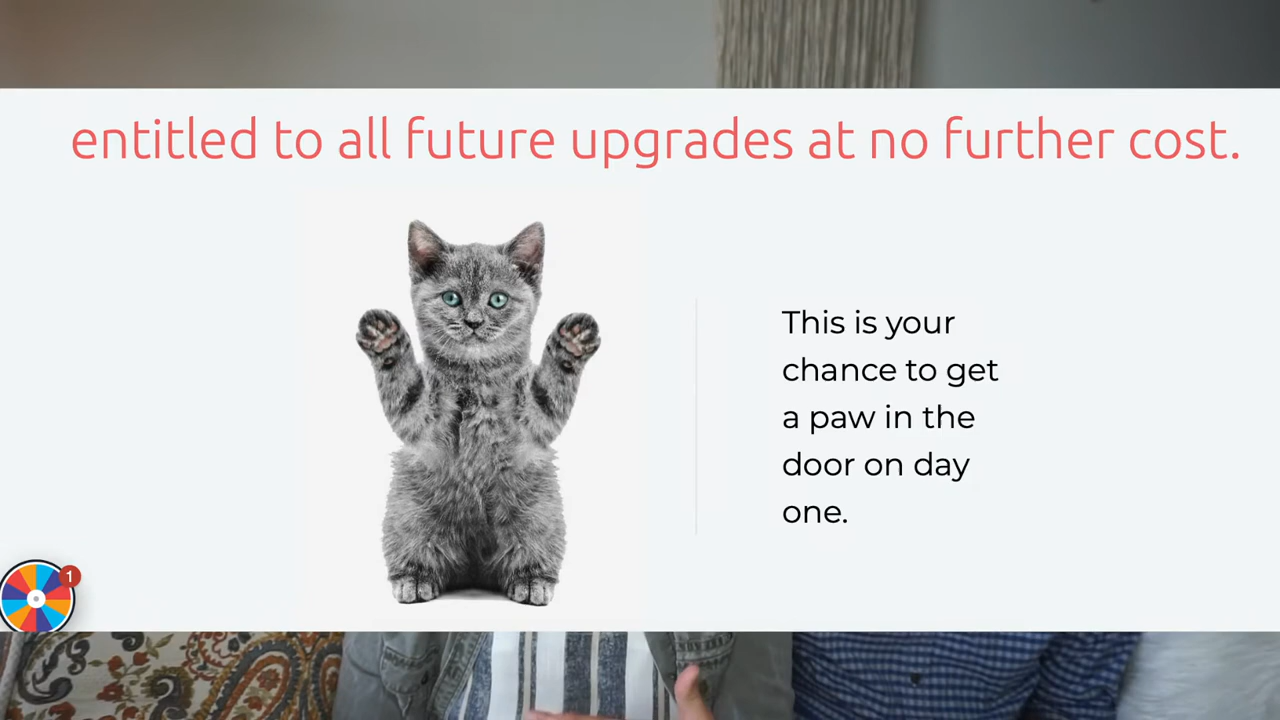 entitled to all future upgrades at no further cost.
This is your
chance to get
a paw in the
door on day
one.
1